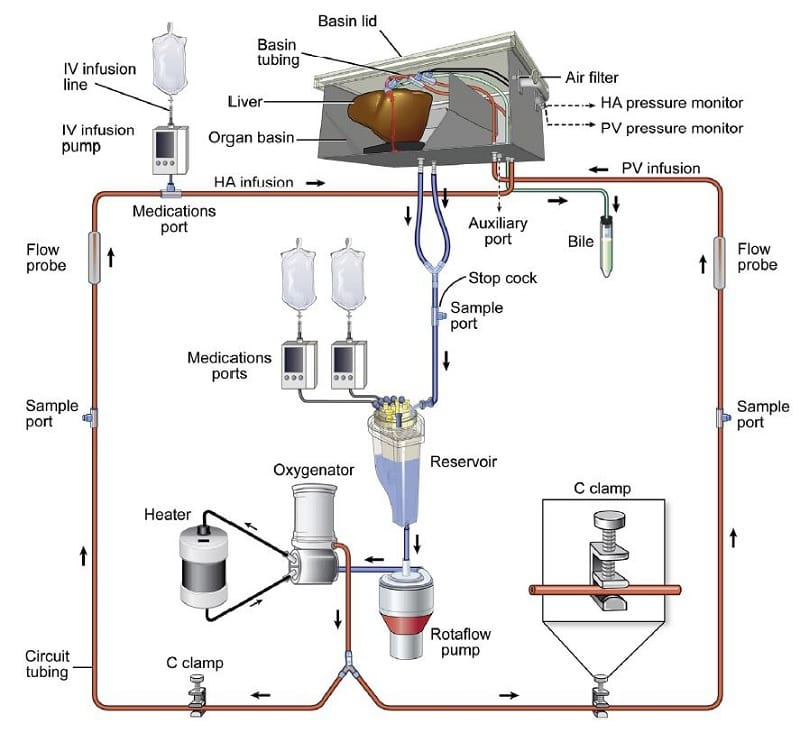 Basin lid
Basin
tubing
IV infusion
line
Air filter
Liver
HA pressure monitor
IV infusion
pump
Organ basin
PV pressure monitor
HA infusion
PV infusion
Medications
port
Auxiliary
port
Bile
Flow
probe
Flow
probe
Stop cock
Sample
port
Medications
ports
Sample
port
Sample
port
Reservoir
Oxygenator
C clamp
Heater
Rotaflow
pump
Circuit
tubing
C clamp